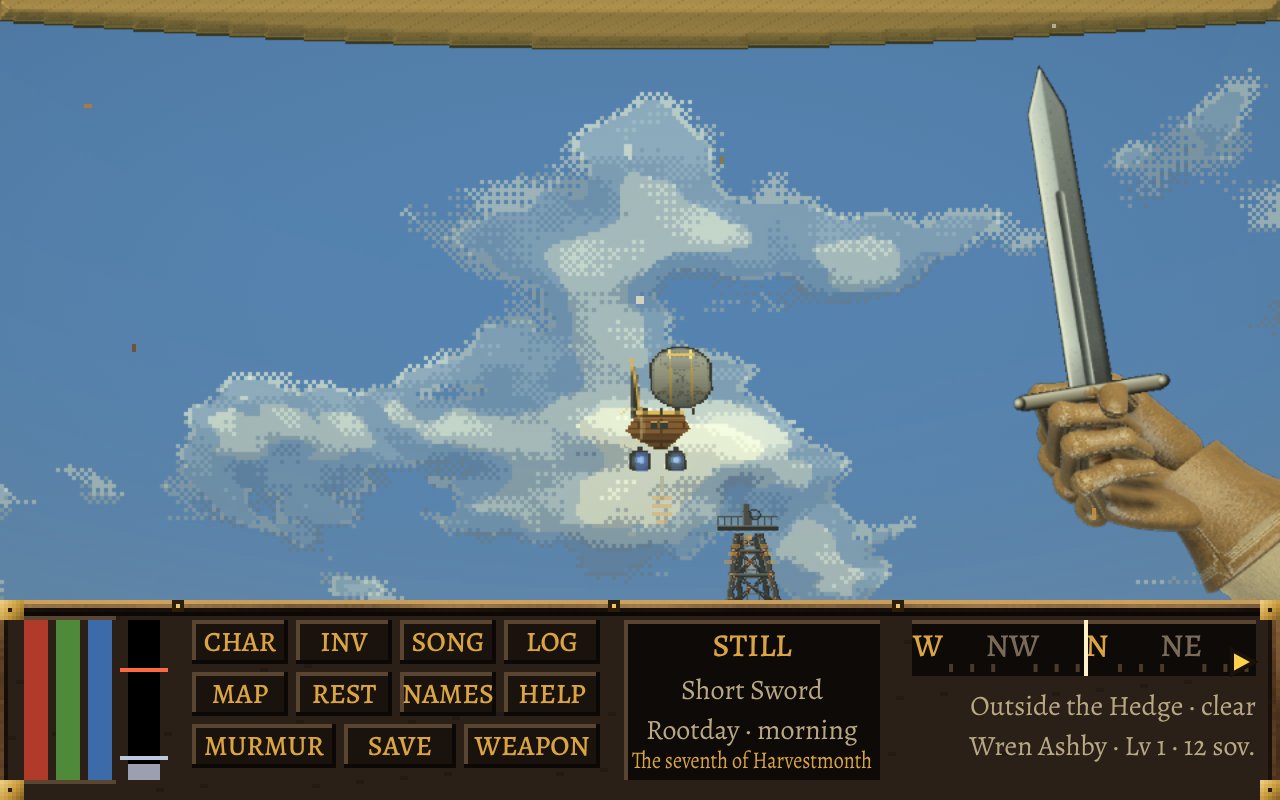 CHAR INV SONG LOG
MAP REST NAMES HELP
MURMUR SAVE WEAPON
STILL
Short Sword
Rootday · morning
The seventh of Harvestmonth
W NW N NE
Outside the Hedge · clear
Wren Ashby · Lv 1 · 12 sov.